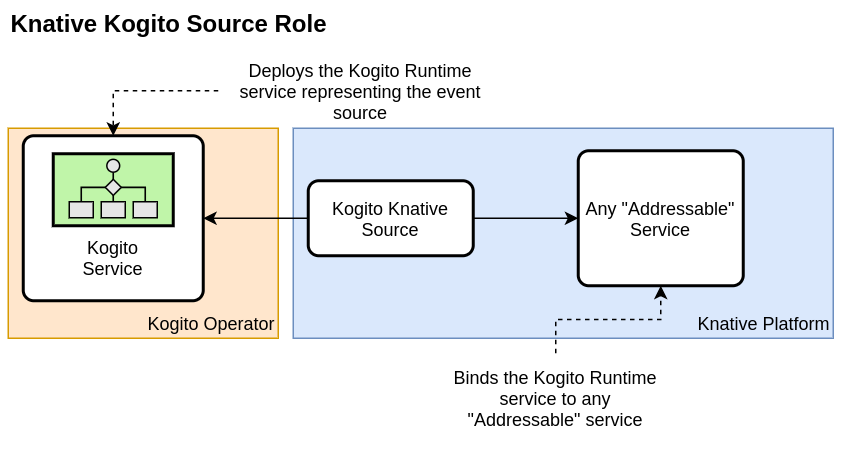 Knative Kogito Source Role
Deploys the Kogito Runtime
service representing the event
source
Kogito
Service
Kogito Operator
Kogito Knative
Source
Any "Addressable"
Service
Knative Platform
Binds the Kogito Runtime
service to any
"Addressable" service